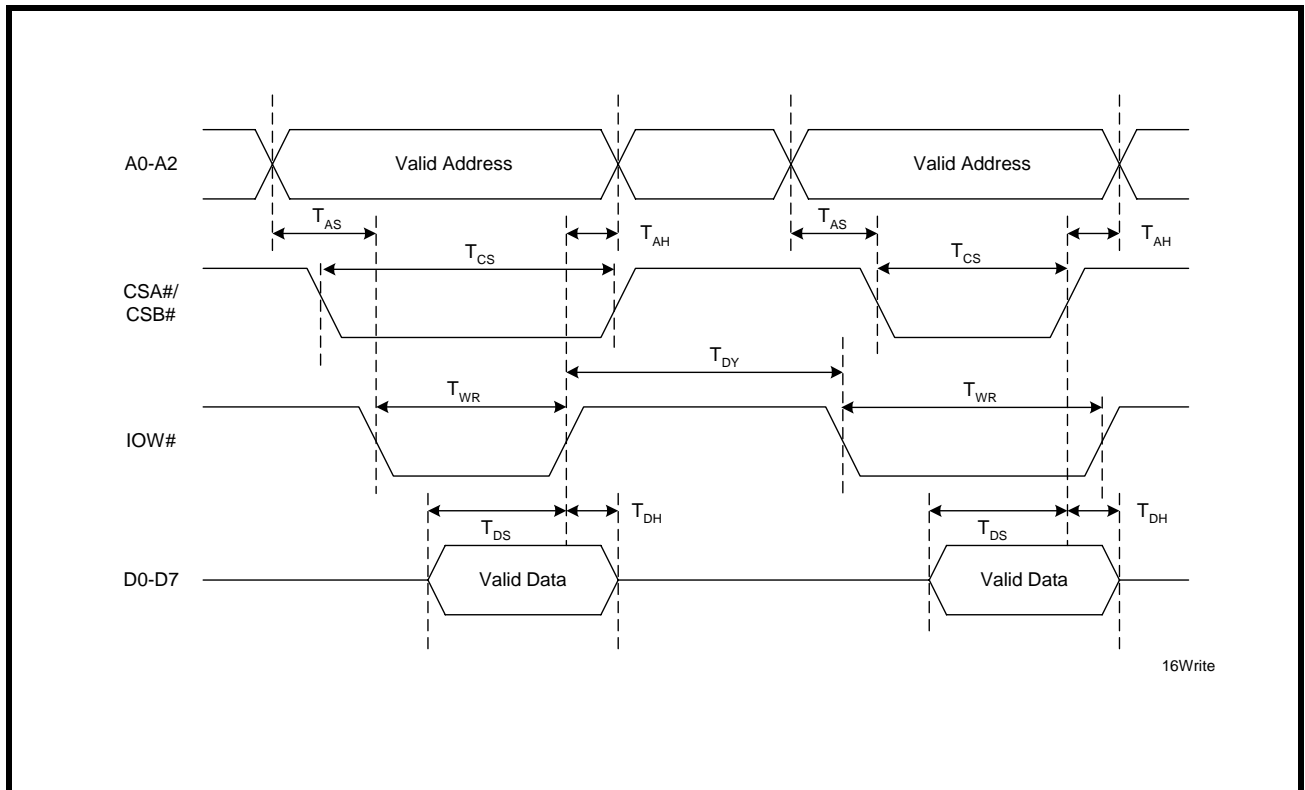 A0-A2
Valid Address
Valid Address
TAS
TAH
TAS
TAH
TCS
TCS
CSA#/
CSB#
TDY
TWR
TWR
IOW#
TDH
TDH
TDS
TDS
D0-D7
Valid Data
Valid Data
16Write